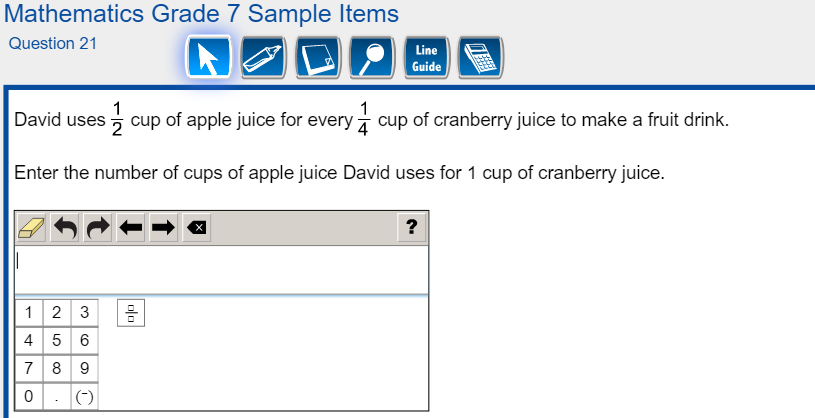 Mathematics Grade 7 Sample Items
Question 21
Line
Guide
David uses 1/2 cup of apple juice for every 1/4 cup of cranberry juice to make a fruit drink.
Enter the number of cups of apple juice David uses for 1 cup of cranberry juice.
?
1 2 3
4 5 6
7 8 9
0 . (-)